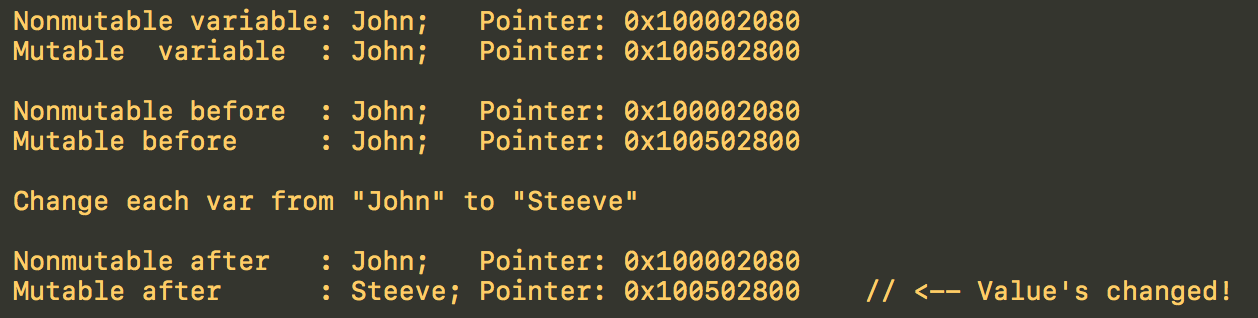 Nonmutable variable: John;   Pointer: 0x100002080
Mutable  variable  : John;   Pointer: 0x100502800
Nonmutable before  : John;   Pointer: 0x100002080
Mutable before     : John;   Pointer: 0x100502800
Change each var from "John" to "Steeve"
Nonmutable after   : John;   Pointer: 0x100002080
Mutable after      : Steeve; Pointer: 0x100502800    // <-- Value's changed!